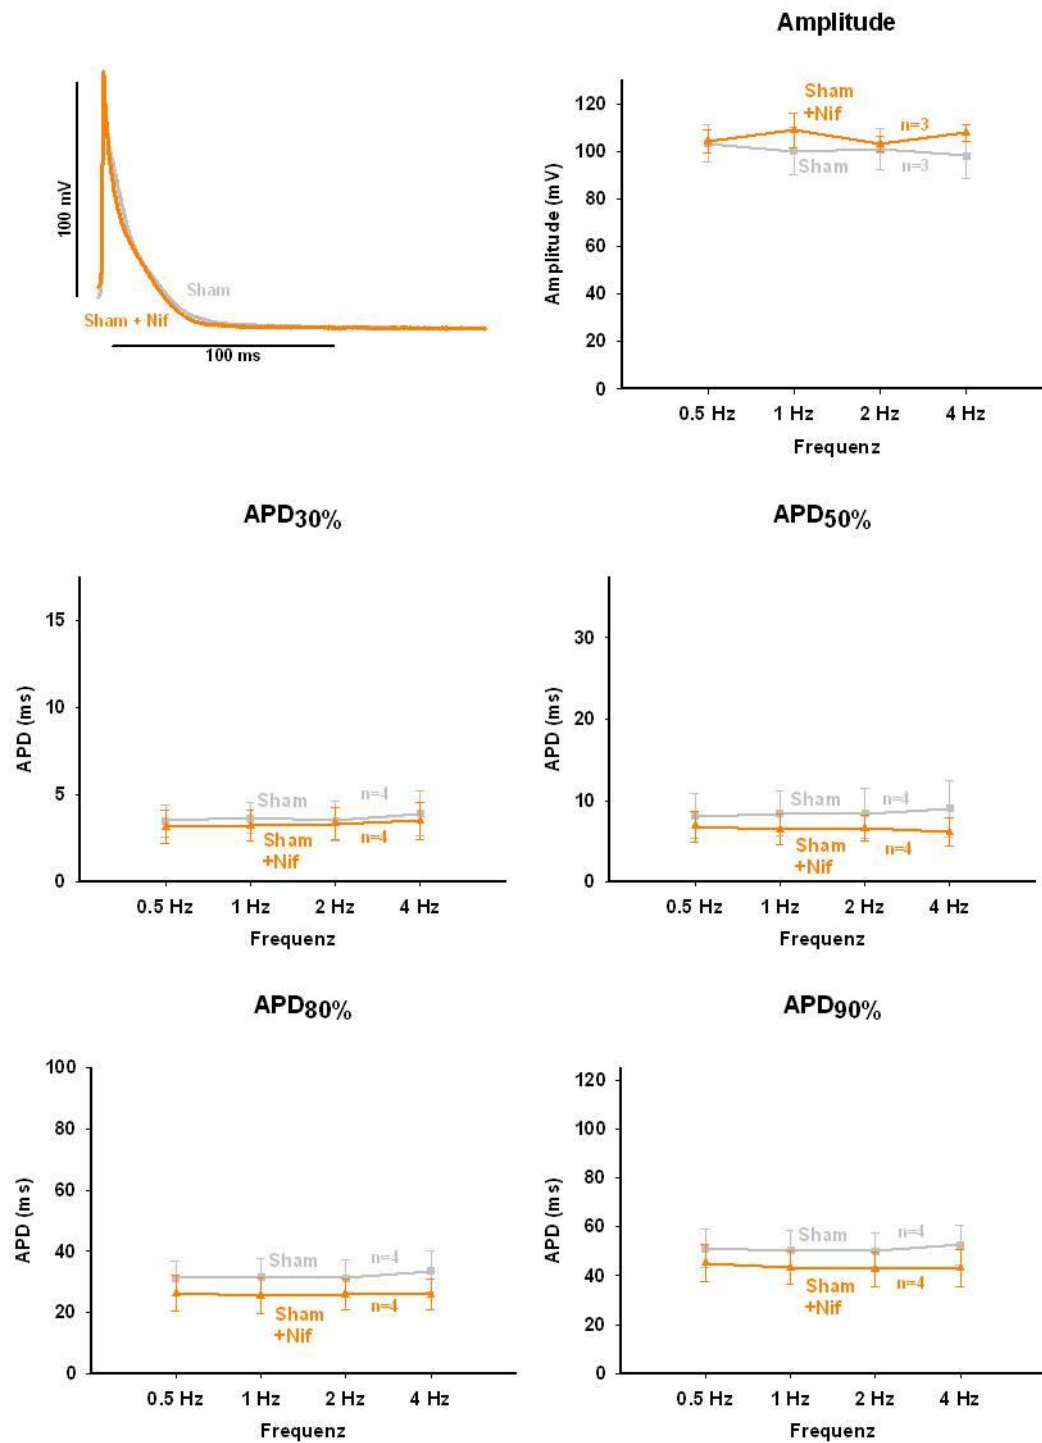 100 mV
Sham
Sham + Nif
100 ms
Amplitude
Amplitude (mV)
120
100
80
60
40
20
0
Sham
+Nif
n=3
Sham
n=3
0.5 Hz 1 Hz 2 Hz 4 Hz
Frequenz
APD30%
APD (ms)
15
10
5
0
Sham
n=4
Sham
+Nif
n=4
0.5 Hz 1 Hz 2 Hz 4 Hz
Frequenz
APD50%
APD (ms)
30
20
10
0
Sham
n=4
Sham
+Nif
n=4
0.5 Hz 1 Hz 2 Hz 4 Hz
Frequenz
APD80%
APD (ms)
100
80
60
40
20
0
Sham
n=4
Sham
+Nif
n=4
0.5 Hz 1 Hz 2 Hz 4 Hz
Frequenz
APD90%
APD (ms)
120
100
80
60
40
20
0
Sham
n=4
Sham
+Nif
n=4
0.5 Hz 1 Hz 2 Hz 4 Hz
Frequenz